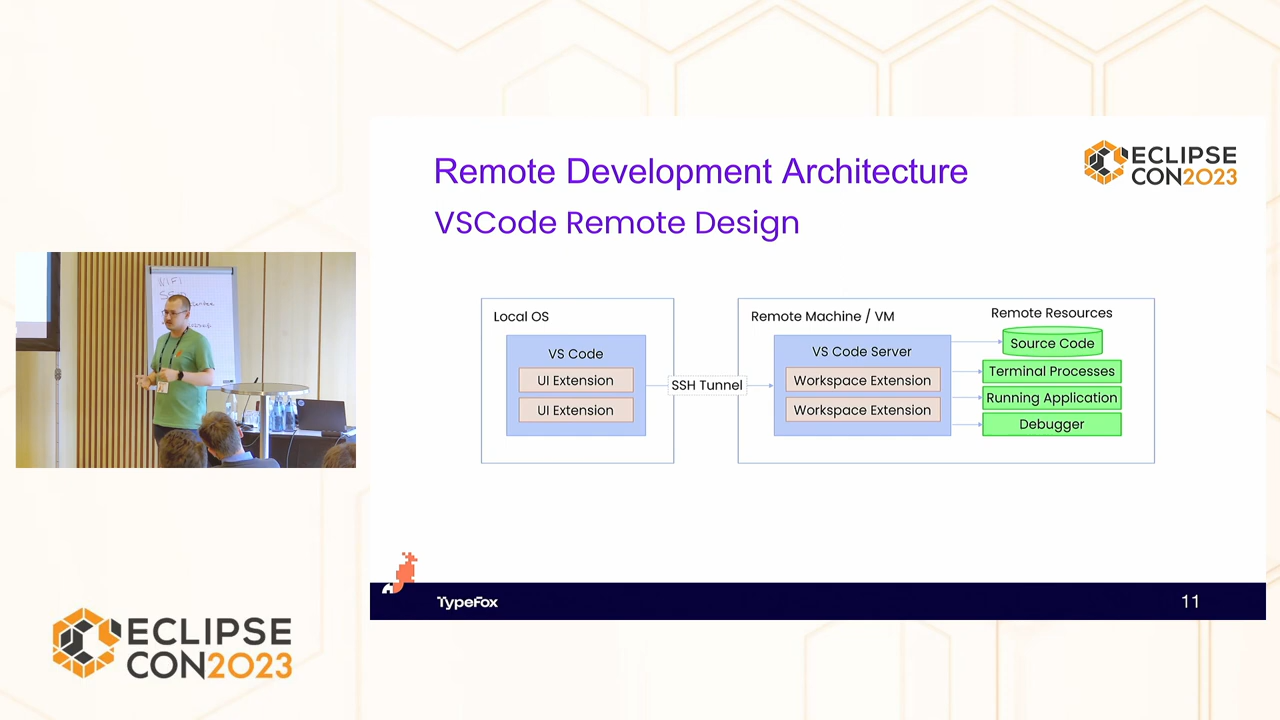 Remote Development Architecture
VSCode Remote Design
ECLIPSE
CON2023
Local OS
VS Code
UI Extension
UI Extension
SSH Tunnel
Remote Machine / VM
VS Code Server
Workspace Extension
Workspace Extension
Remote Resources
Source Code
Terminal Processes
Running Application
Debugger
TypeFox
11
WIFI
ECLIPSE
CON2023